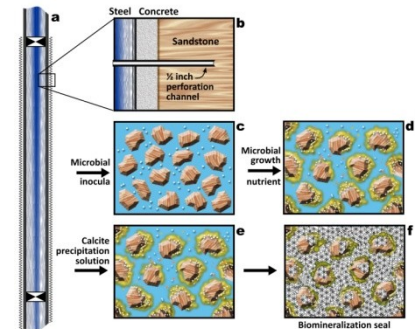 a
Steel Concrete
b
Sandstone
½ inch
perforation
channel
c
Microbial
inocula
Microbial
growth
nutrient
d
Calcite
precipitation
solution
e
f
Biomineralization seal